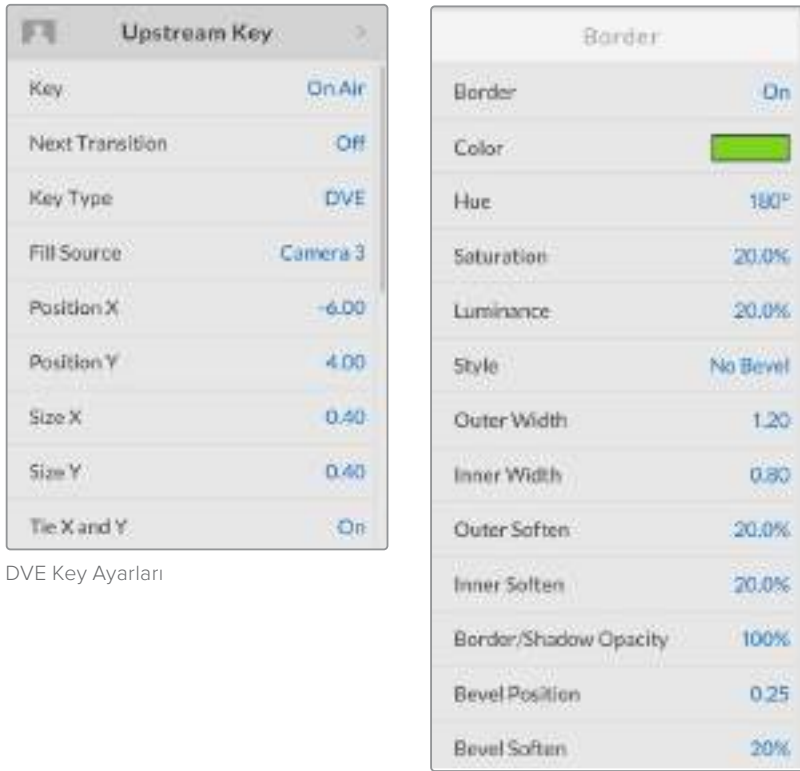 Upstream Key
Key On Air
Next Transition Off
Key Type DVE
Fill Source Camera 3
Position X -6.00
Position Y 4.00
Size X 0.40
Size Y 0.40
Tie X and Y On
DVE Key Ayarları
Border
Border On
Color
Hue 180°
Saturation 20.0%
Luminance 20.0%
Style No Bevel
Outer Width 1.20
Inner Width 0.80
Outer Soften 20.0%
Inner Soften 20.0%
Border/Shadow Opacity 100%
Bevel Position 0.25
Bevel Soften 20%